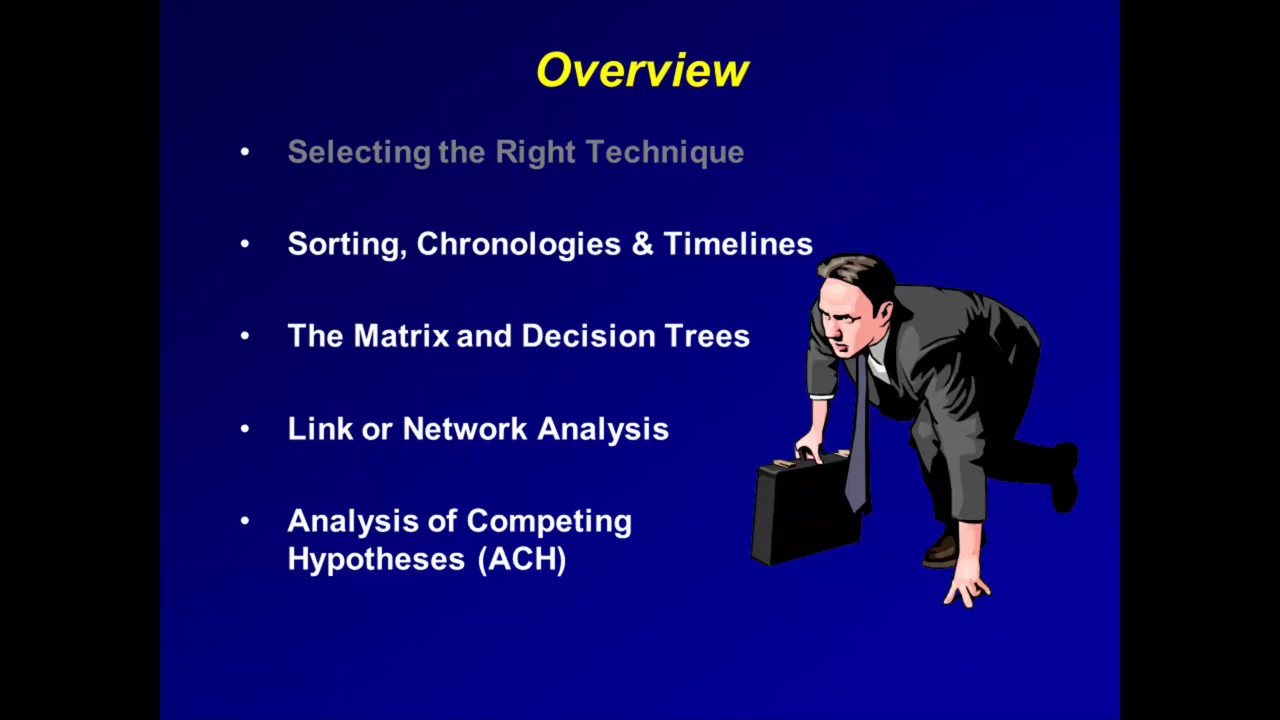 Overview
• Selecting the Right Technique
• Sorting, Chronologies & Timelines
• The Matrix and Decision Trees
• Link or Network Analysis
• Analysis of Competing
Hypotheses (ACH)